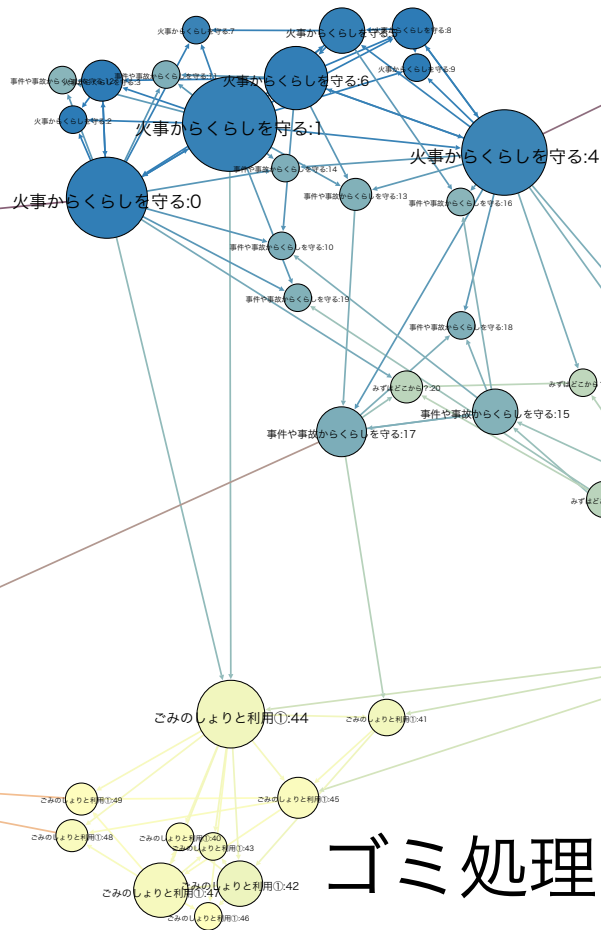 火事からくらしを守る:7
火事からくらしを守る:8
火事からくらしを守る:9
火事からくらしを守る:6
火事からくらしを守る:1
火事からくらしを守る:4
火事からくらしを守る:2
火事からくらしを守る:0
事件や事故からくらしを守る:14
事件や事故からくらしを守る:13
事件や事故からくらしを守る:16
事件や事故からくらしを守る:10
事件や事故からくらしを守る:19
事件や事故からくらしを守る:18
みずはどこから？:20
みずはどこから
事件や事故からくらしを守る:15
事件や事故からくらしを守る:17
みずはど
ごみのしょりと利用①:44
ごみのしょりと利用①:41
ごみのしょりと利用①:49
ごみのしょりと利用①:45
ごみのしょりと利用①:48
ごみのしょりと利用①:40
ごみのしょりと利用①:43
ゴミ処理
ごみのしょりと利用①:47
ごみのしょりと利用①:42
ごみのしょりと利用①:46